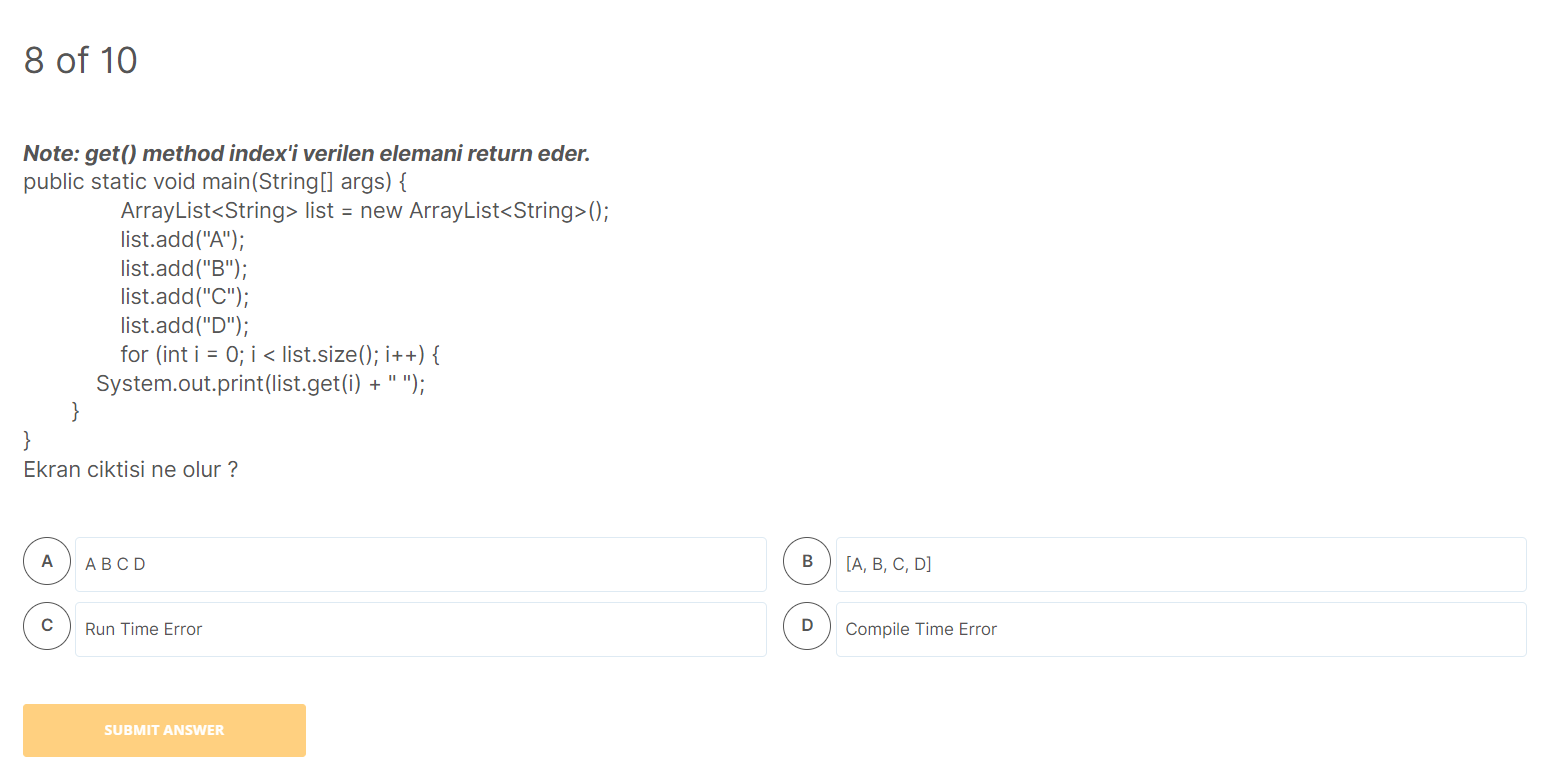 8 of 10
Note: get() method index'i verilen elemani return eder.
public static void main(String[] args) {
ArrayList<String> list = new ArrayList<String>();
list.add("A");
list.add("B");
list.add("C");
list.add("D");
for (int i = 0; i < list.size(); i++) {
System.out.print(list.get(i) + " ");
}
}
Ekran ciktisi ne olur ?
A A B C D
B [A, B, C, D]
C Run Time Error
D Compile Time Error
SUBMIT ANSWER